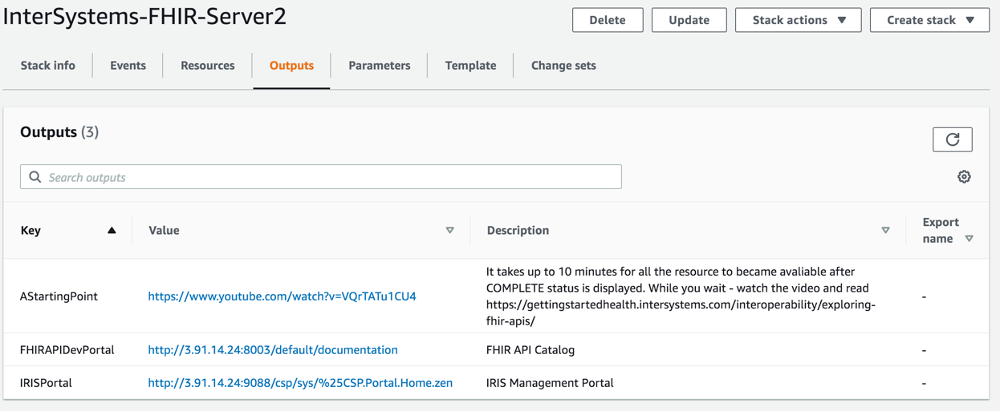 InterSystems-FHIR-Server2
Delete
Update
Stack actions
Create stack
Stack info
Events
Resources
Outputs
Parameters
Template
Change sets
Outputs (3)
Search outputs
Key
Value
Description
Export
name
AStartingPoint
https://www.youtube.com/watch?v=VQrTATu1CU4
It takes up to 10 minutes for all the resource to became avaliable after
COMPLETE status is displayed. While you wait - watch the video and read
https://gettingstartedhealth.intersystems.com/interoperability/exploring-
fhir-apis/
-
FHIRAPIDevPortal
http://3.91.14.24:8003/default/documentation
FHIR API Catalog
-
IRISPortal
http://3.91.14.24:9088/csp/sys/%25CSP.Portal.Home.zen
IRIS Management Portal
-